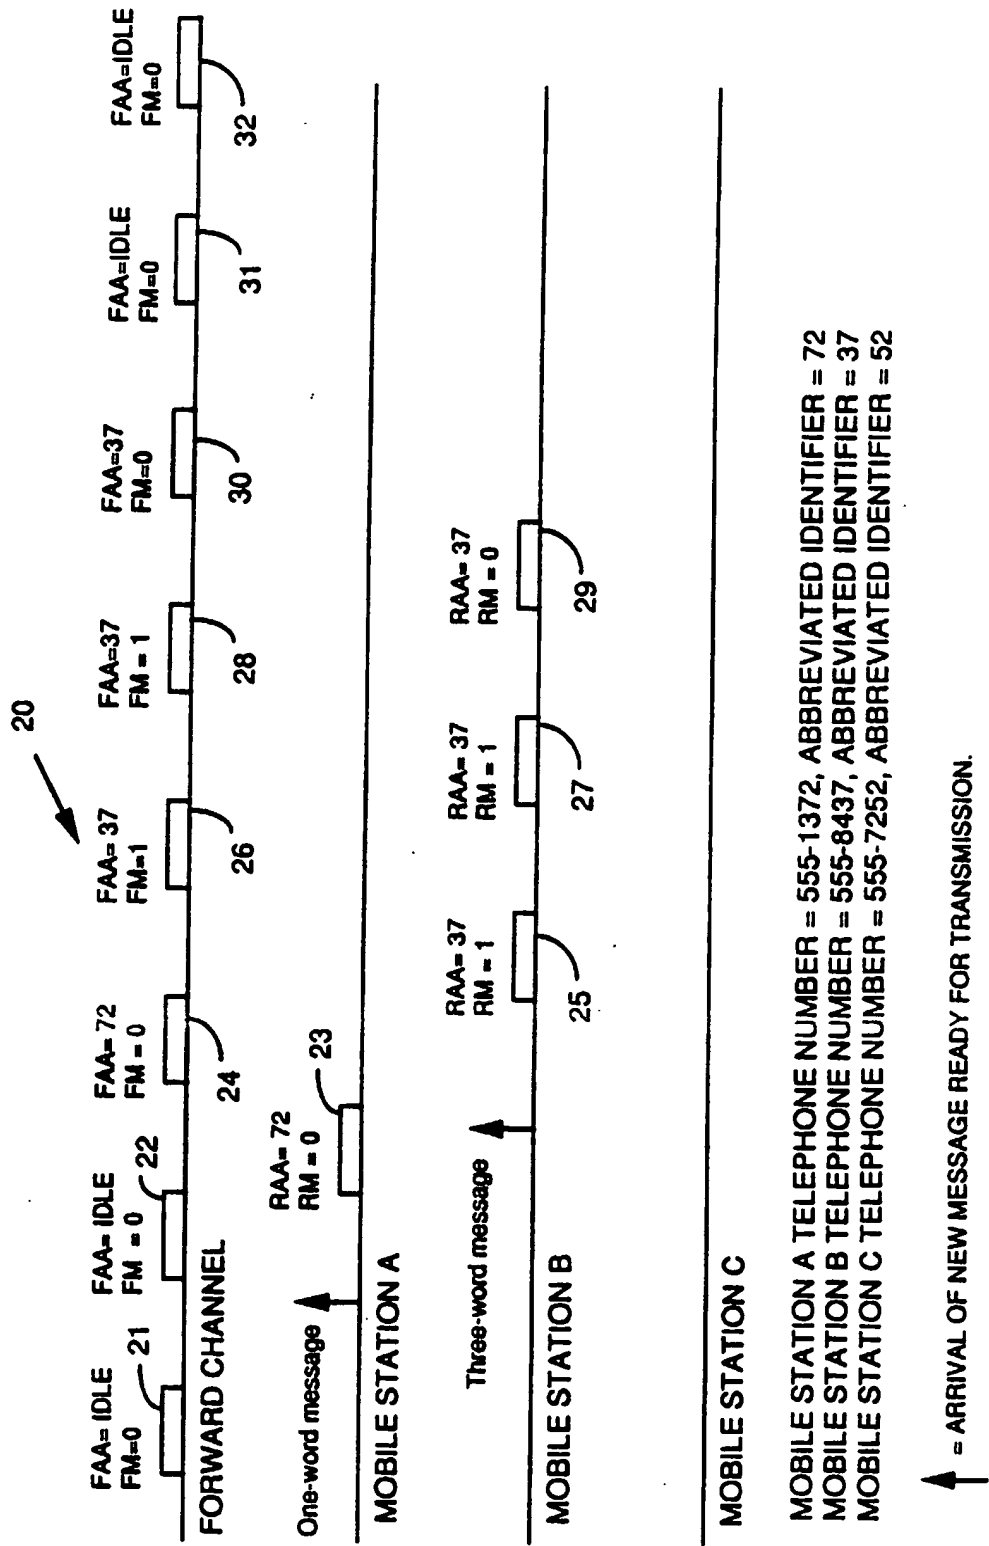 20
FAA= IDLE
FM=0
21
FAA= IDLE
FM = 0
22
FAA= 72
FM = 0
24
FAA= 37
FM=1
26
FAA=37
FM = 1
28
FAA=37
FM=0
30
FAA=IDLE
FM=0
31
FAA=IDLE
FM=0
32
FORWARD CHANNEL
One-word message
RAA= 72
RM = 0
23
MOBILE STATION A
Three-word message
RAA= 37
RM = 1
25
RAA= 37
RM = 1
27
RAA= 37
RM = 0
29
MOBILE STATION B
MOBILE STATION C
MOBILE STATION A TELEPHONE NUMBER = 555-1372, ABBREVIATED IDENTIFIER = 72
MOBILE STATION B TELEPHONE NUMBER = 555-8437, ABBREVIATED IDENTIFIER = 37
MOBILE STATION C TELEPHONE NUMBER = 555-7252, ABBREVIATED IDENTIFIER = 52
= ARRIVAL OF NEW MESSAGE READY FOR TRANSMISSION.